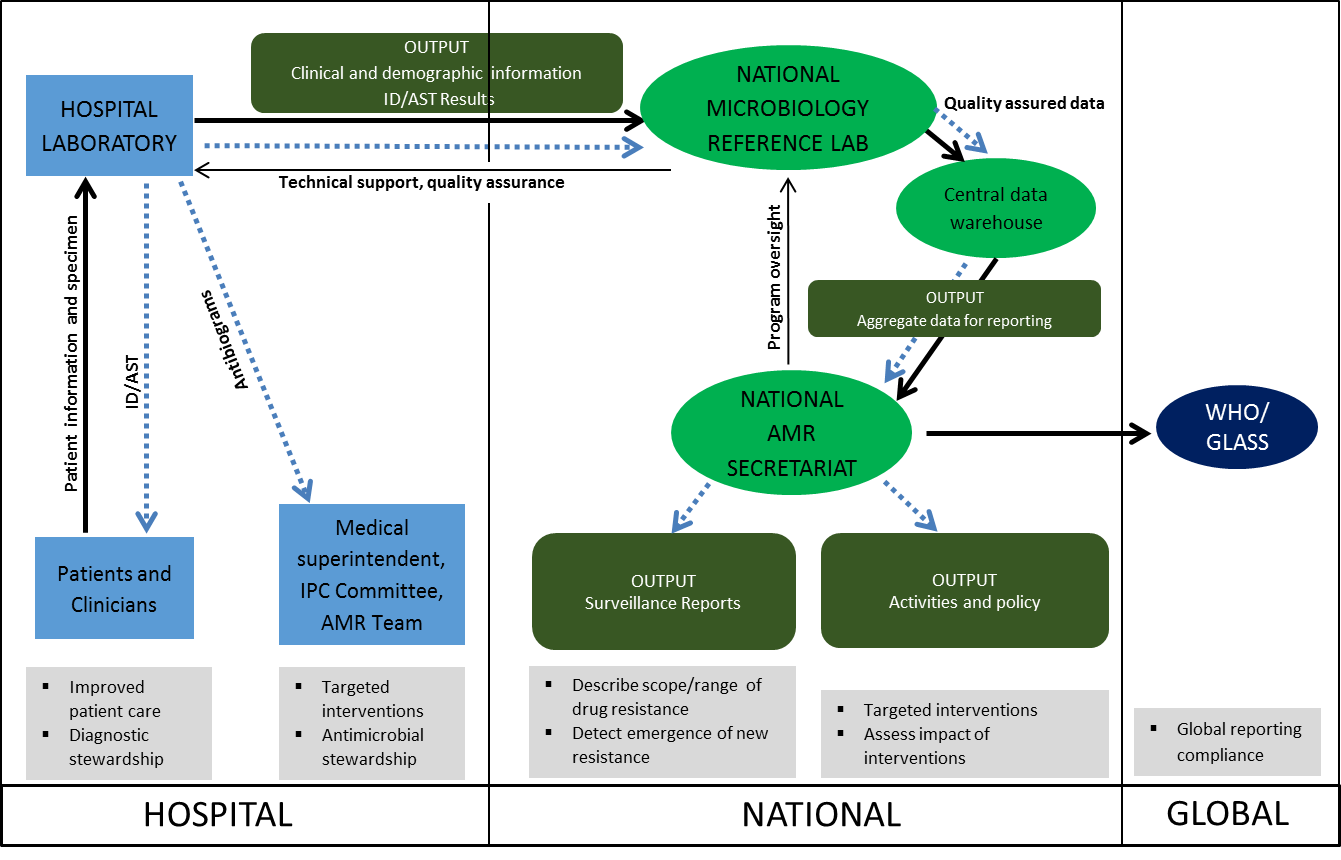 OUTPUT
Clinical and demographic information
ID/AST Results
HOSPITAL
LABORATORY
NATIONAL
MICROBIOLOGY
REFERENCE LAB
Quality assured data
Technical support, quality assurance
Central data
warehouse
Patient information and specimen
ID/AST
Antibiograms
Program oversight
OUTPUT
Aggregate data for reporting
NATIONAL
AMR
SECRETARIAT
WHO/
GLASS
Patients and
Clinicians
Medical
superintendent,
IPC Committee,
AMR Team
OUTPUT
Surveillance Reports
OUTPUT
Activities and policy
▪ Improved
patient care
▪ Diagnostic
stewardship
▪ Targeted
interventions
▪ Antimicrobial
stewardship
▪ Describe scope/range of
drug resistance
▪ Detect emergence of new
resistance
▪ Targeted interventions
▪ Assess impact of
interventions
▪ Global reporting
compliance
HOSPITAL
NATIONAL
GLOBAL